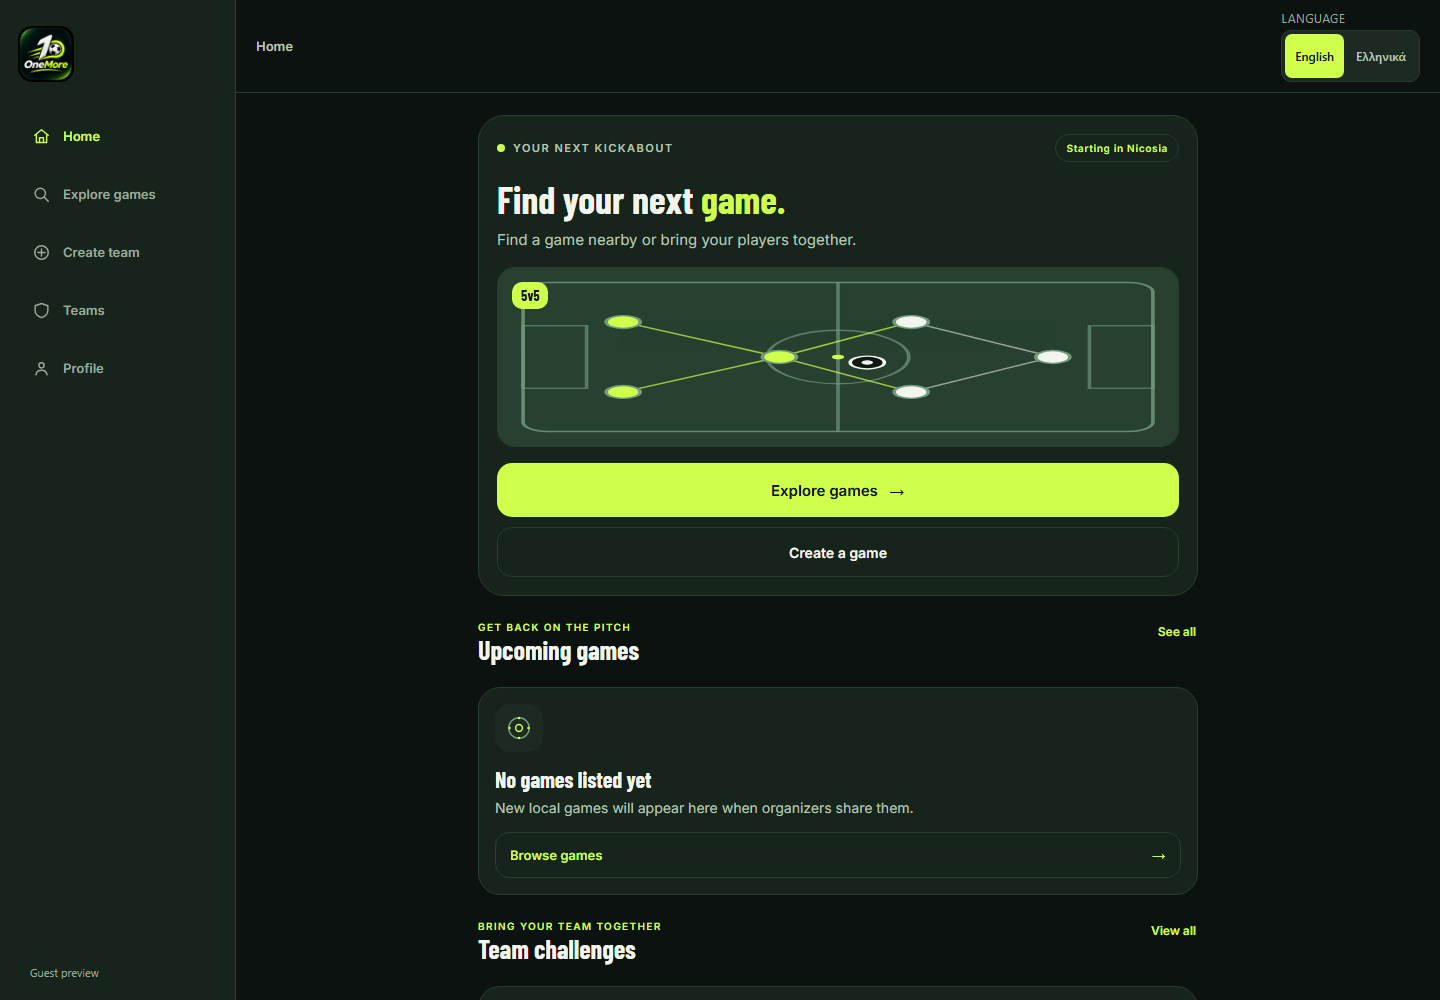 OneMore
Home
Explore games
Create team
Teams
Profile
Guest preview
Home
LANGUAGE
English
Ελληνικά
YOUR NEXT KICKABOUT
Starting in Nicosia
Find your next game.
Find a game nearby or bring your players together.
5v5
Explore games →
Create a game
GET BACK ON THE PITCH
Upcoming games
See all
No games listed yet
New local games will appear here when organizers share them.
Browse games →
BRING YOUR TEAM TOGETHER
Team challenges
View all